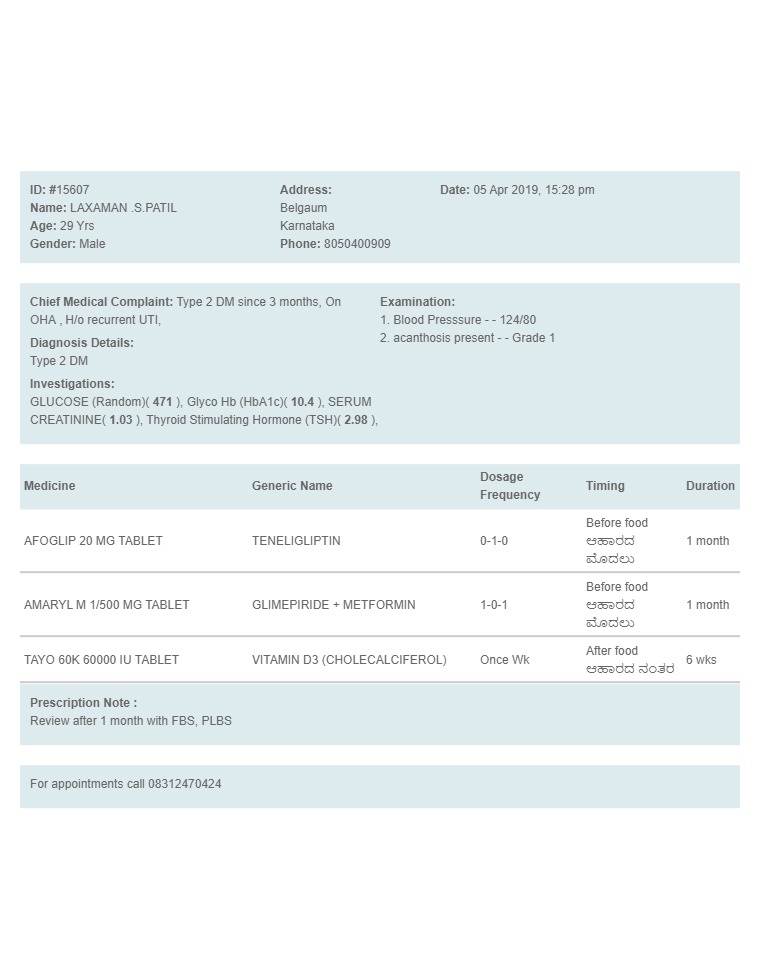 ID: #15607
Name: LAXAMAN .S.PATIL
Age: 29 Yrs
Gender: Male
Address:
Belgaum
Karnataka
Phone: 8050400909
Date: 05 Apr 2019, 15:28 pm
Chief Medical Complaint: Type 2 DM since 3 months, On
OHA , H/o recurrent UTI,
Diagnosis Details:
Type 2 DM
Investigations:
GLUCOSE (Random)( 471 ), Glyco Hb (HbA1c)( 10.4 ), SERUM
CREATININE( 1.03 ), Thyroid Stimulating Hormone (TSH)( 2.98 ),
Examination:
1. Blood Presssure - - 124/80
2. acanthosis present - - Grade 1
Medicine Generic Name Dosage Frequency Timing Duration
AFOGLIP 20 MG TABLET TENELIGLIPTIN 0-1-0 Before food ಆಹಾರದ ಮೊದಲು 1 month
AMARYL M 1/500 MG TABLET GLIMEPIRIDE + METFORMIN 1-0-1 Before food ಆಹಾರದ ಮೊದಲು 1 month
TAYO 60K 60000 IU TABLET VITAMIN D3 (CHOLECALCIFEROL) Once Wk After food ಆಹಾರದ ನಂತರ 6 wks
Prescription Note :
Review after 1 month with FBS, PLBS
For appointments call 08312470424